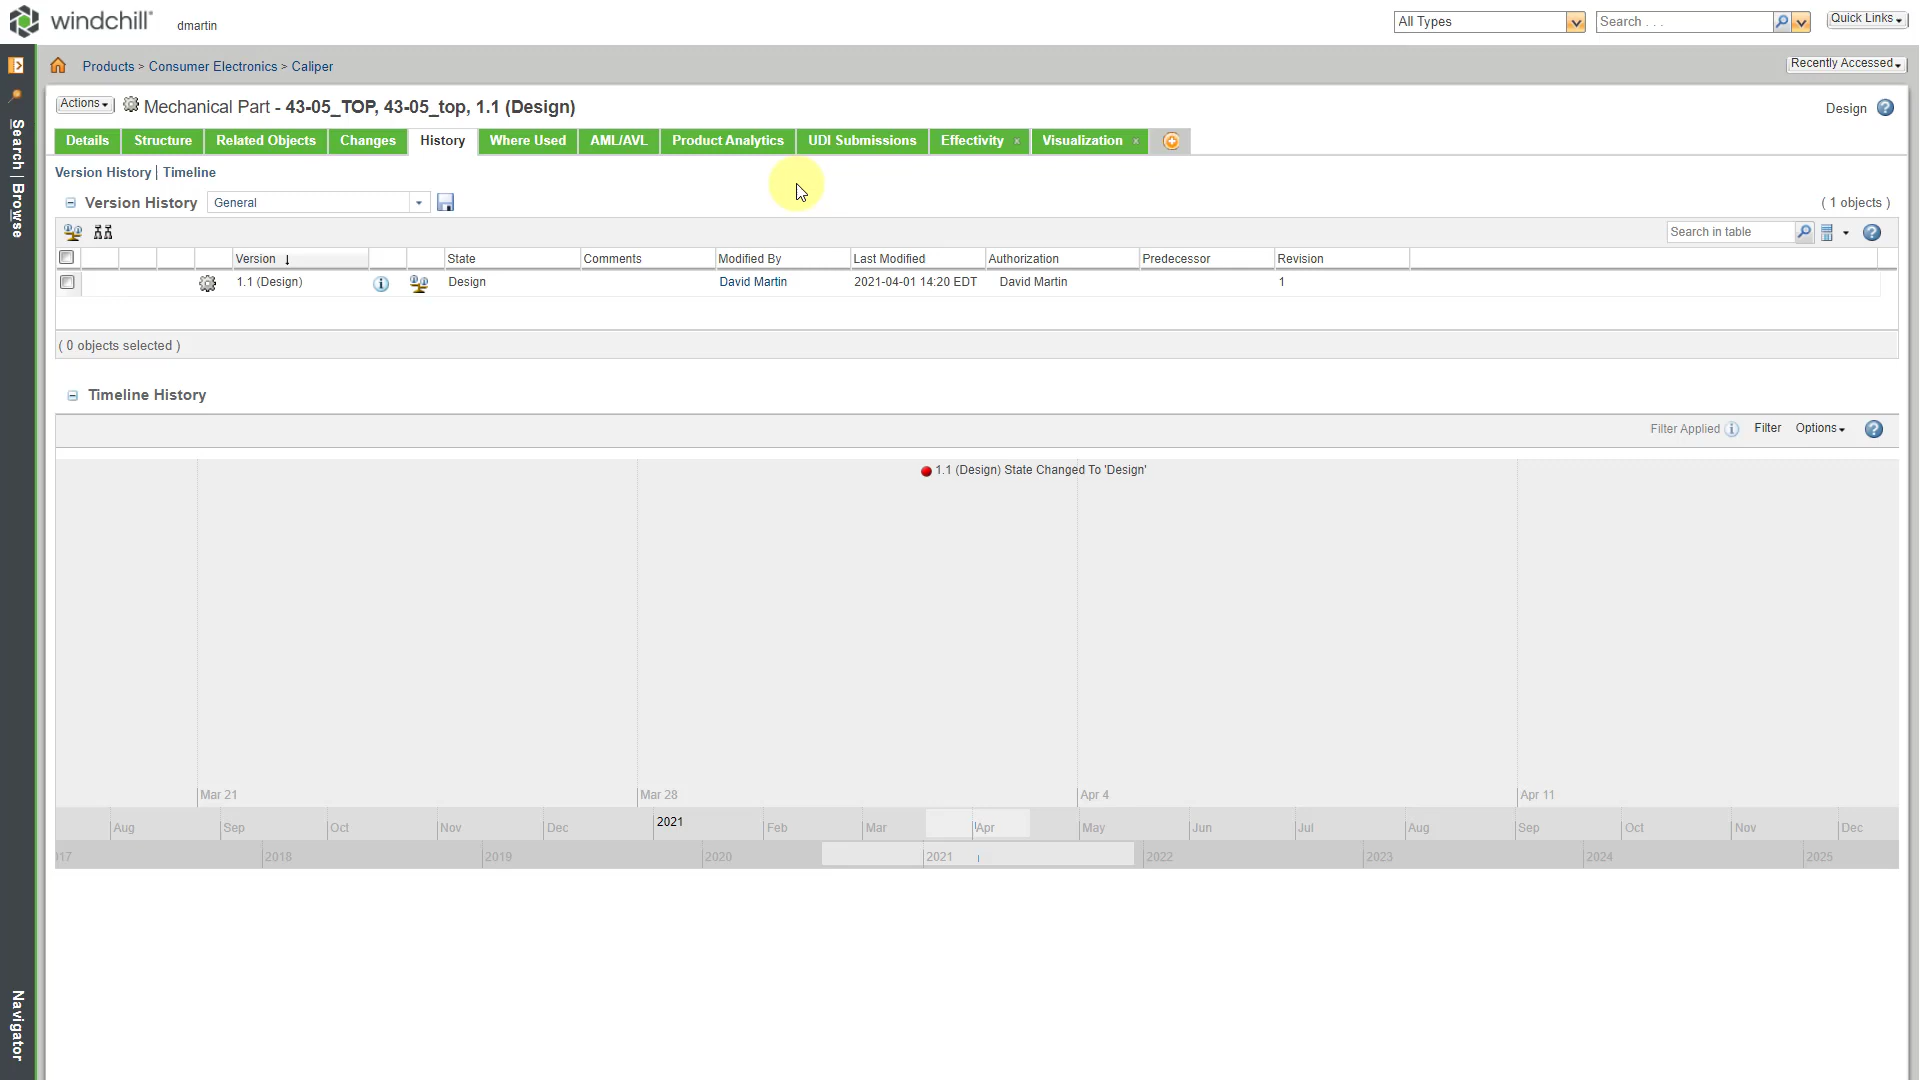 windchill
dmartin
All Types
Search . . .
Quick Links
Products > Consumer Electronics > Caliper
Recently Accessed
Actions
Mechanical Part - 43-05_TOP, 43-05_top, 1.1 (Design)
Design
Details
Structure
Related Objects
Changes
History
Where Used
AML/AVL
Product Analytics
UDI Submissions
Effectivity
Visualization
Search | Browse
Version History | Timeline
Version History
General
( 1 objects )
Search in table
Version
State
Comments
Modified By
Last Modified
Authorization
Predecessor
Revision
1.1 (Design)
Design
David Martin
2021-04-01 14:20 EDT
David Martin
1
( 0 objects selected )
Timeline History
Filter Applied
Filter
Options
1.1 (Design) State Changed To 'Design'
Mar 21
Mar 28
Apr 4
Apr 11
Aug
Sep
Oct
Nov
Dec
2021
Feb
Mar
Apr
May
Jun
Jul
Aug
Sep
Oct
Nov
Dec
17
2018
2019
2020
2021
2022
2023
2024
2025
Navigator